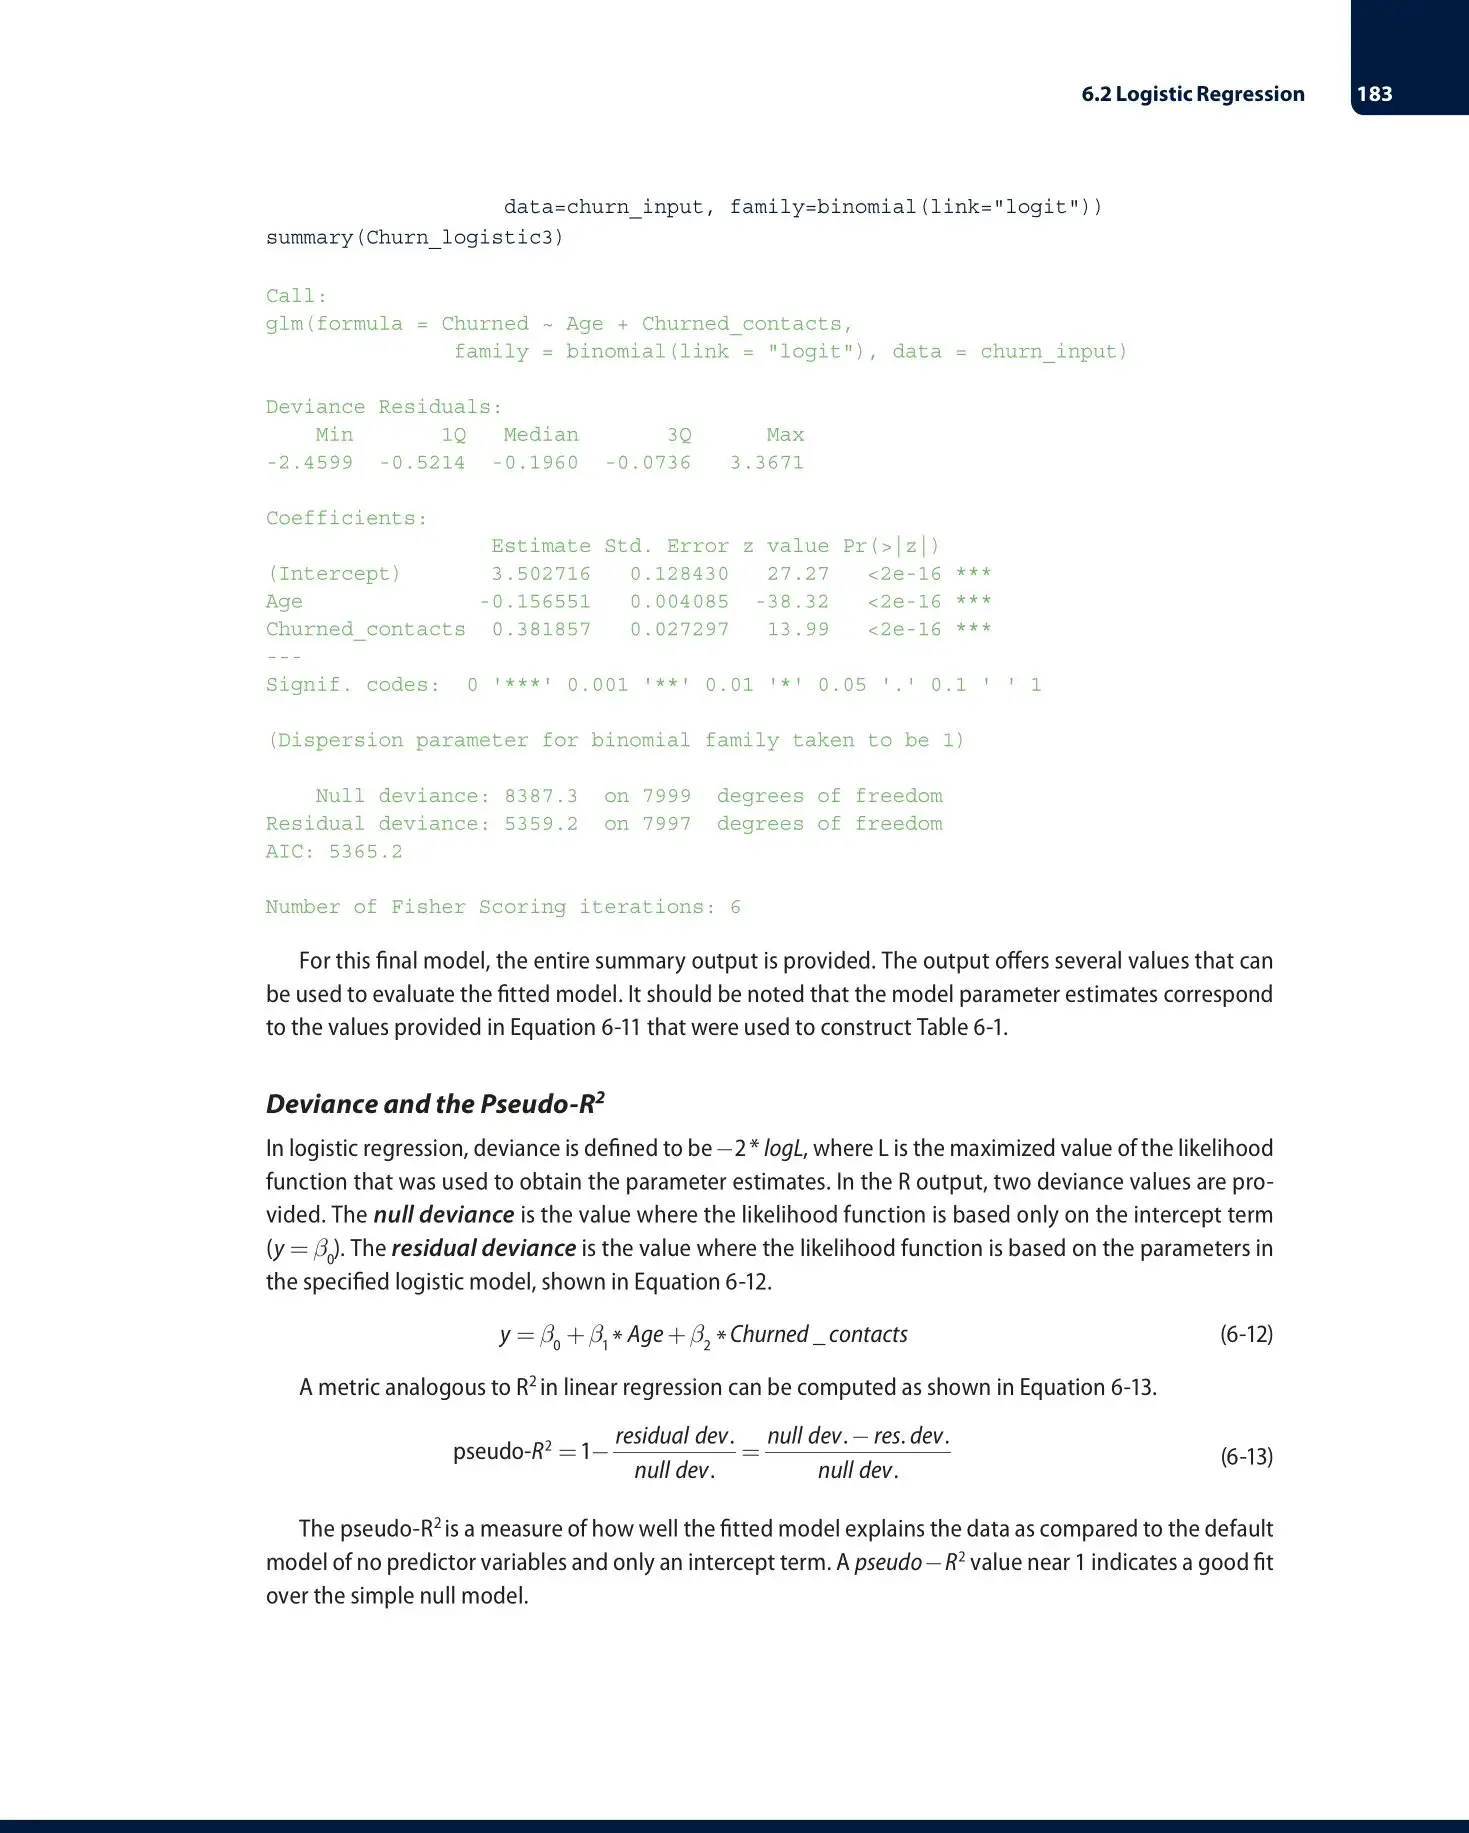 6.2 Logistic Regression 183
data=churn_input, family=binomial(link="logit"))
summary(Churn_logistic3)
Call:
glm(formula = Churned ~ Age + Churned_contacts,
family = binomial(link = "logit"), data = churn_input)
Deviance Residuals:
Min 1Q Median 3Q Max
-2.4599 -0.5214 -0.1960 -0.0736 3.3671
Coefficients:
Estimate Std. Error z value Pr(>|z|)
(Intercept) 3.502716 0.128430 27.27 <2e-16 ***
Age -0.156551 0.004085 -38.32 <2e-16 ***
Churned_contacts 0.381857 0.027297 13.99 <2e-16 ***
---
Signif. codes: 0 '***' 0.001 '**' 0.01 '*' 0.05 '.' 0.1 ' ' 1
(Dispersion parameter for binomial family taken to be 1)
Null deviance: 8387.3 on 7999 degrees of freedom
Residual deviance: 5359.2 on 7997 degrees of freedom
AIC: 5365.2
Number of Fisher Scoring iterations: 6
For this final model, the entire summary output is provided. The output offers several values that can
be used to evaluate the fitted model. It should be noted that the model parameter estimates correspond
to the values provided in Equation 6-11 that were used to construct Table 6-1.
Deviance and the Pseudo-R²
In logistic regression, deviance is defined to be −2 * logL, where L is the maximized value of the likelihood
function that was used to obtain the parameter estimates. In the R output, two deviance values are pro-
vided. The null deviance is the value where the likelihood function is based only on the intercept term
(y = β₀). The residual deviance is the value where the likelihood function is based on the parameters in
the specified logistic model, shown in Equation 6-12.
y = β₀ + β₁ * Age + β₂ * Churned _ contacts (6-12)
A metric analogous to R² in linear regression can be computed as shown in Equation 6-13.
pseudo-R² = 1− residual dev. / null dev. = null dev. − res. dev. / null dev. (6-13)
The pseudo-R² is a measure of how well the fitted model explains the data as compared to the default
model of no predictor variables and only an intercept term. A pseudo − R² value near 1 indicates a good fit
over the simple null model.